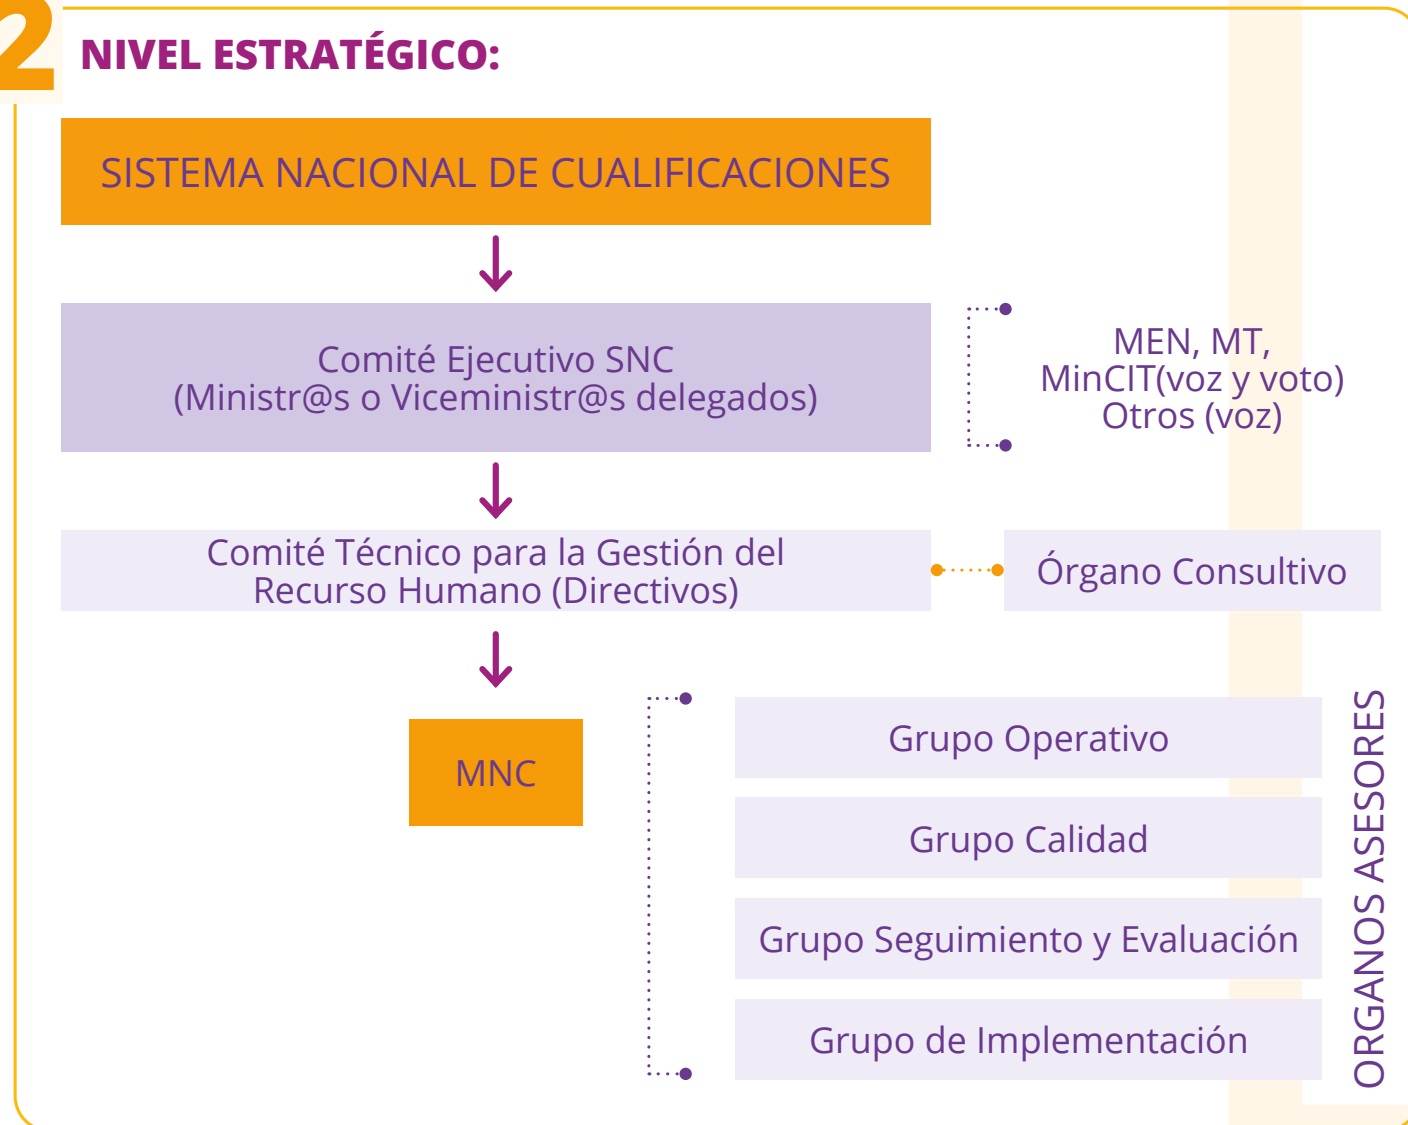 2
NIVEL ESTRATÉGICO:
SISTEMA NACIONAL DE CUALIFICACIONES
Comité Ejecutivo SNC
(Ministr@s o Viceministr@s delegados)
MEN, MT,
MinCIT(voz y voto)
Otros (voz)
Comité Técnico para la Gestión del
Recurso Humano (Directivos)
Órgano Consultivo
MNC
Grupo Operativo
Grupo Calidad
Grupo Seguimiento y Evaluación
Grupo de Implementación
ORGANOS ASESORES